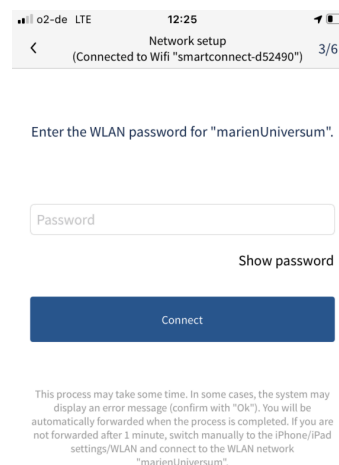 o2-de LTE 12:25
Network setup
(Connected to Wifi "smartconnect-d52490") 3/6
Enter the WLAN password for "marienUniversum".
Password
Show password
Connect
This process may take some time. In some cases, the system may
display an error message (confirm with "Ok"). You will be
automatically forwarded when the process is completed. If you are
not forwarded after 1 minute, switch manually to the iPhone/iPad
settings/WLAN and connect to the WLAN network
"marienUniversum".